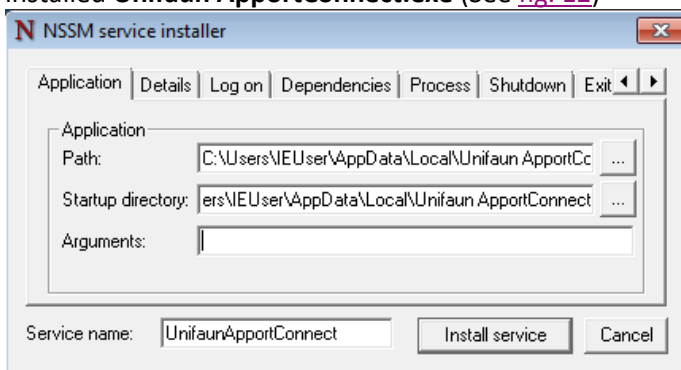 installed Unifaun ApportConnect.exe (see fig. 22)
NSSM service installer
Application Details Log on Dependencies Process Shutdown Exit
Application
Path: C:\Users\IEUser\AppData\Local\Unifaun ApportCc ...
Startup directory: ers\IEUser\AppData\Local\Unifaun ApportConnect ...
Arguments:
Service name: UnifaunApportConnect Install service Cancel